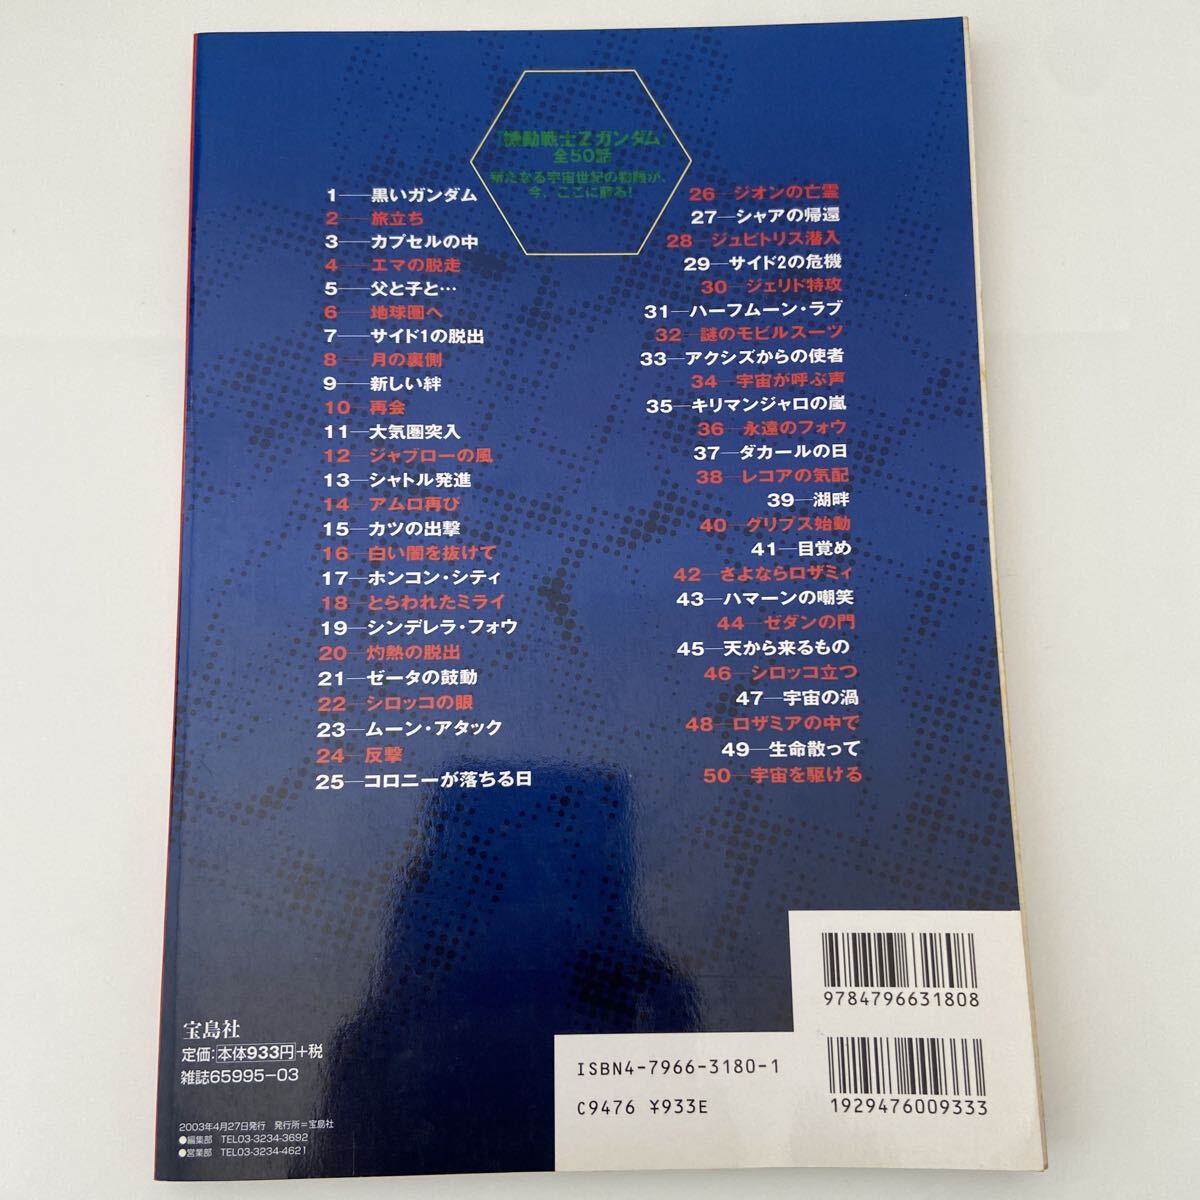 『機動戦士Zガンダム』
全50話
新たなる宇宙世紀の物語が、
今、ここに蘇る!
1―黒いガンダム
2―旅立ち
3―カプセルの中
4―エマの脱走
5―父と子と…
6―地球圏へ
7―サイド1の脱出
8―月の裏側
9―新しい絆
10―再会
11―大気圏突入
12―ジャブローの風
13―シャトル発進
14―アムロ再び
15―カツの出撃
16―白い闇を抜けて
17―ホンコン・シティ
18―とらわれたミライ
19―シンデレラ・フォウ
20―灼熱の脱出
21―ゼータの鼓動
22―シロッコの眼
23―ムーン・アタック
24―反撃
25―コロニーが落ちる日
26―ジオンの亡霊
27―シャアの帰還
28―ジュピトリス潜入
29―サイド2の危機
30―ジェリド特攻
31―ハーフムーン・ラブ
32―謎のモビルスーツ
33―アクシズからの使者
34―宇宙が呼ぶ声
35―キリマンジャロの嵐
36―永遠のフォウ
37―ダカールの日
38―レコアの気配
39―湖畔
40―グリプス始動
41―目覚め
42―さよならロザミィ
43―ハマーンの嘲笑
44―ゼダンの門
45―天から来るもの
46―シロッコ立つ
47―宇宙の渦
48―ロザミアの中で
49―生命散って
50―宇宙を駆ける
9784796631808
宝島社
定価:本体933円+税
雑誌65995-03
ISBN4-7966-3180-1
C9476 ¥933E
1929476009333
2003年4月27日発行 発行所=宝島社
●編集部 TEL03-3234-3692
●営業部 TEL03-3234-4621